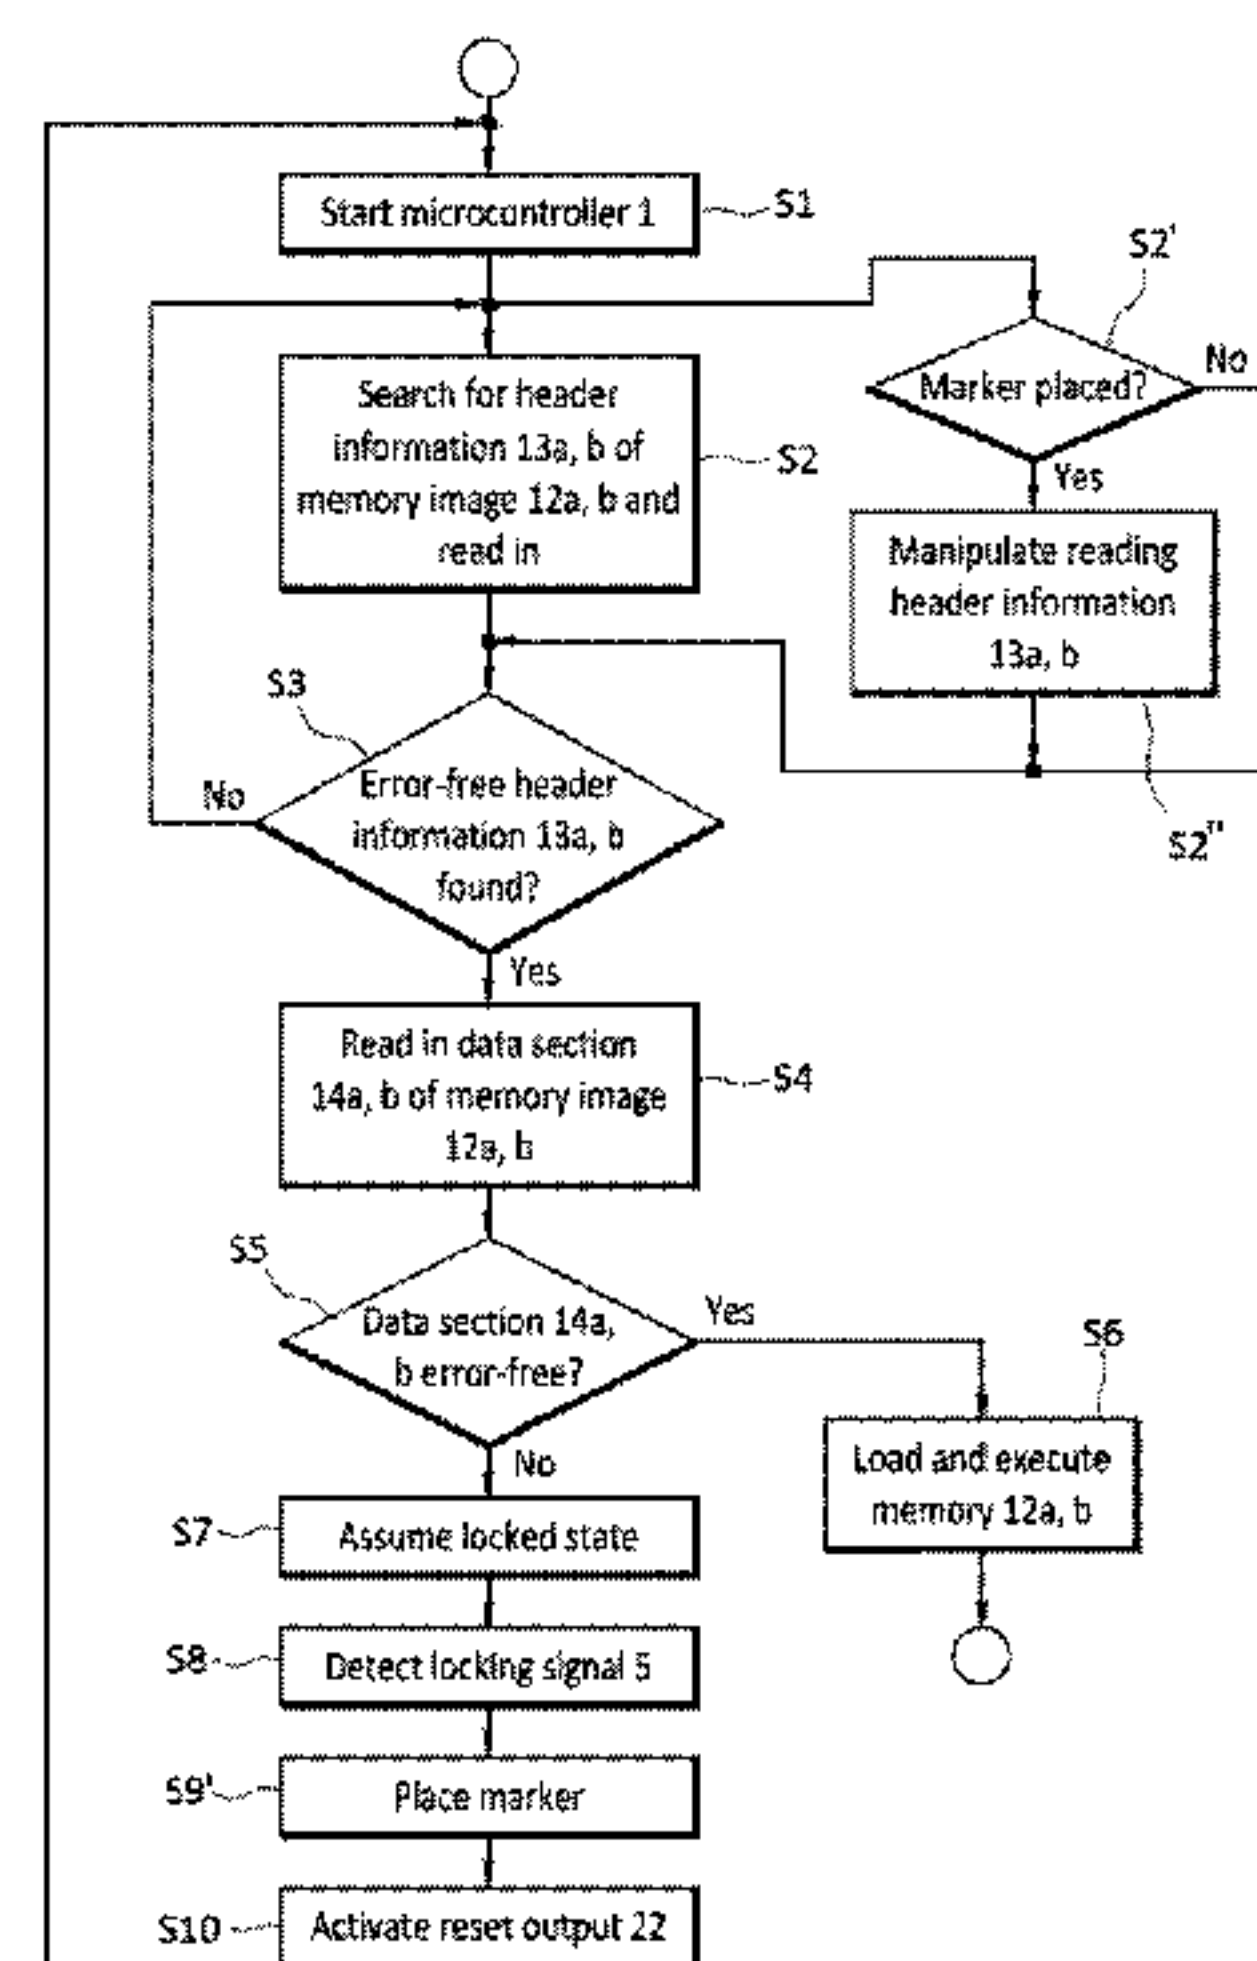 Start microcontroller 1
S1
S2'
Marker placed?
No
Yes
Search for header
information 13a, b of
memory image 12a, b and
read in
S2
Manipulate reading
header information
13a, b
S2''
S3
Error-free header
information 13a, b
found?
No
Yes
Read in data section
14a, b of memory image
12a, b
S4
S5
Data section 14a,
b error-free?
Yes
No
S6
Load and execute
memory 12a, b
S7
Assume locked state
S8
Detect locking signal 5
S9'
Place marker
S10
Activate reset output 22